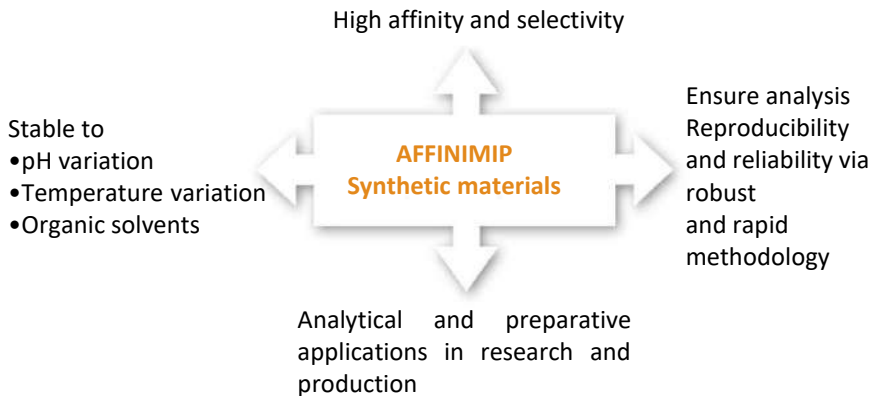 High affinity and selectivity
Stable to
•pH variation
•Temperature variation
•Organic solvents
AFFINIMIP
Synthetic materials
Ensure analysis
Reproducibility
and reliability via
robust
and rapid
methodology
Analytical and preparative
applications in research and
production